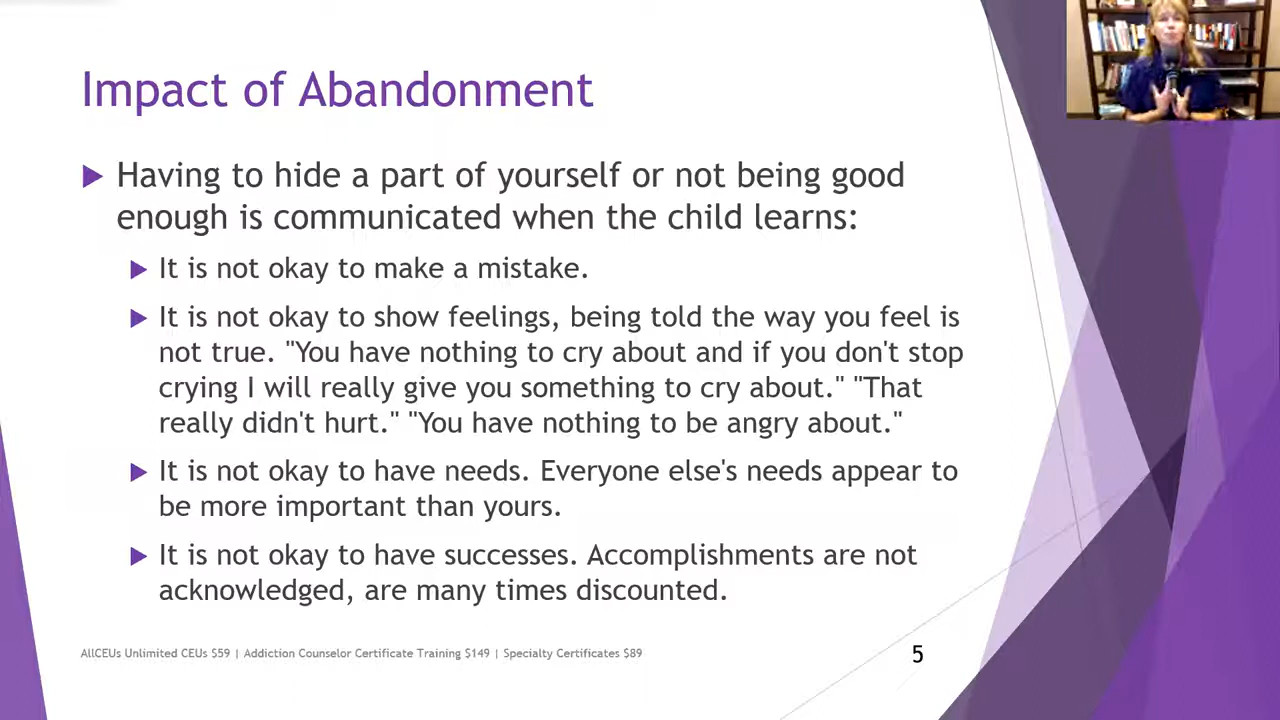 Impact of Abandonment
Having to hide a part of yourself or not being good
enough is communicated when the child learns:
It is not okay to make a mistake.
It is not okay to show feelings, being told the way you feel is
not true. "You have nothing to cry about and if you don't stop
crying I will really give you something to cry about." "That
really didn't hurt." "You have nothing to be angry about."
It is not okay to have needs. Everyone else's needs appear to
be more important than yours.
It is not okay to have successes. Accomplishments are not
acknowledged, are many times discounted.
AllCEUs Unlimited CEUs $59 | Addiction Counselor Certificate Training $149 | Specialty Certificates $89
5